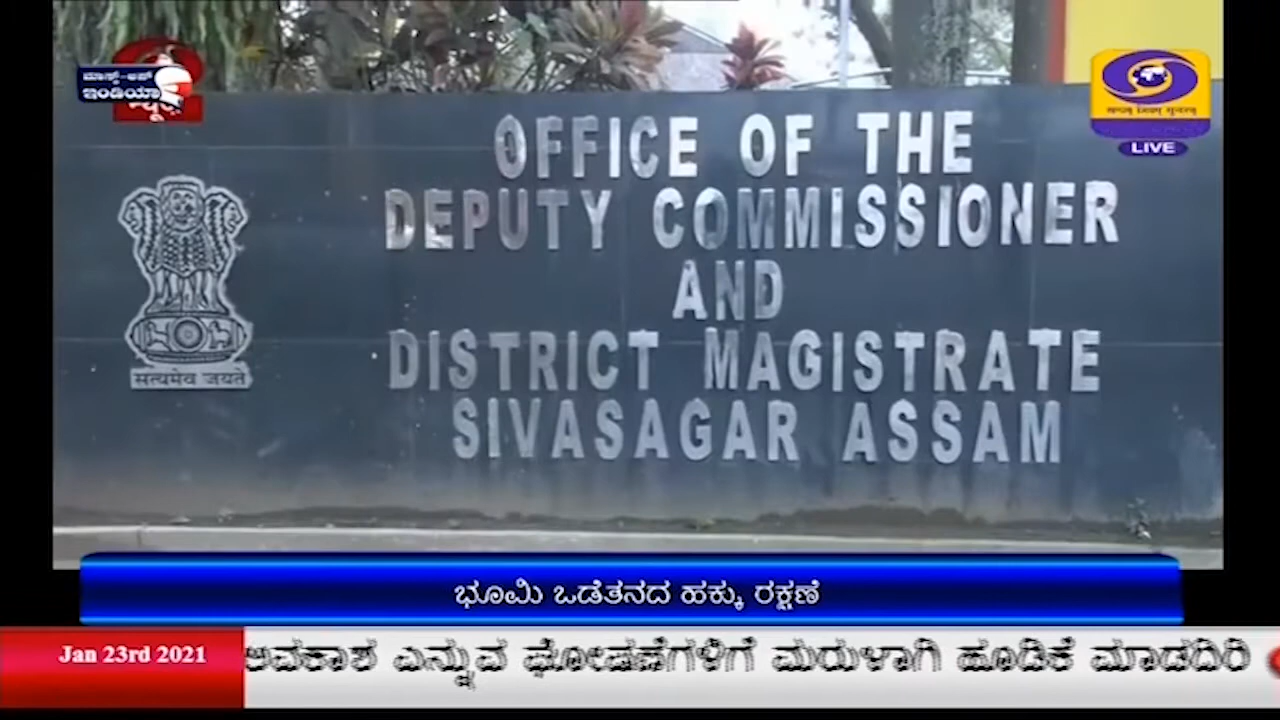 ಮಾಸ್ಕ್-ಅಪ್
ಇಂಡಿಯಾ
LIVE
OFFICE OF THE
DEPUTY COMMISSIONER
AND
DISTRICT MAGISTRATE
SIVASAGAR ASSAM
सत्यमेव जयते
ಭೂಮಿ ಒಡೆತನದ ಹಕ್ಕು ರಕ್ಷಣೆ
Jan 23rd 2021
ಅವಕಾಶ ಎನ್ನುವ ಘೋಷಣೆಗಳಿಗೆ ಮರುಳಾಗಿ ಹೂಡಿಕೆ ಮಾಡದಿರಿ